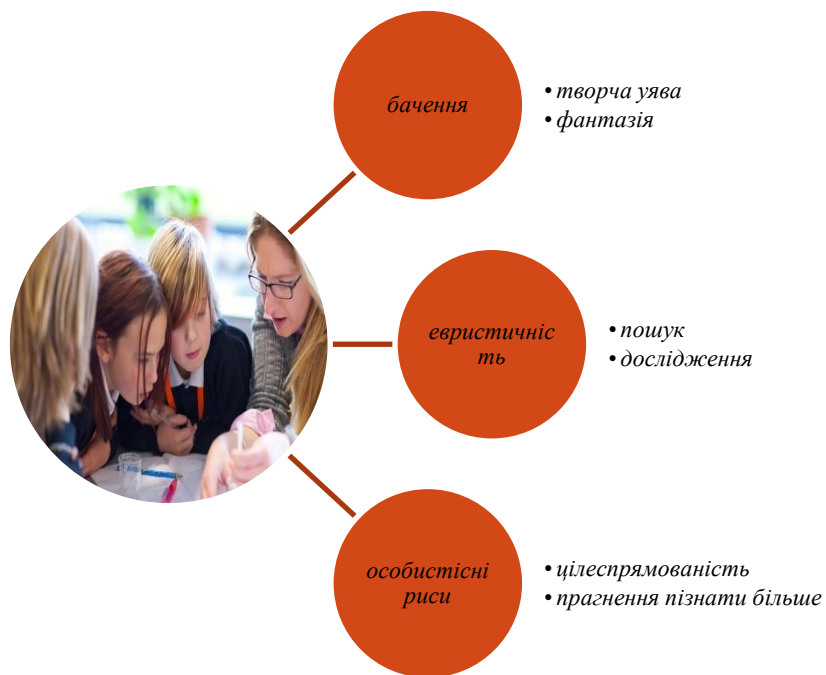 бачення
• творча уява
• фантазія
евристичніс
ть
• пошук
• дослідження
особистісні
риси
• цілеспрямованість
• прагнення пізнати більше